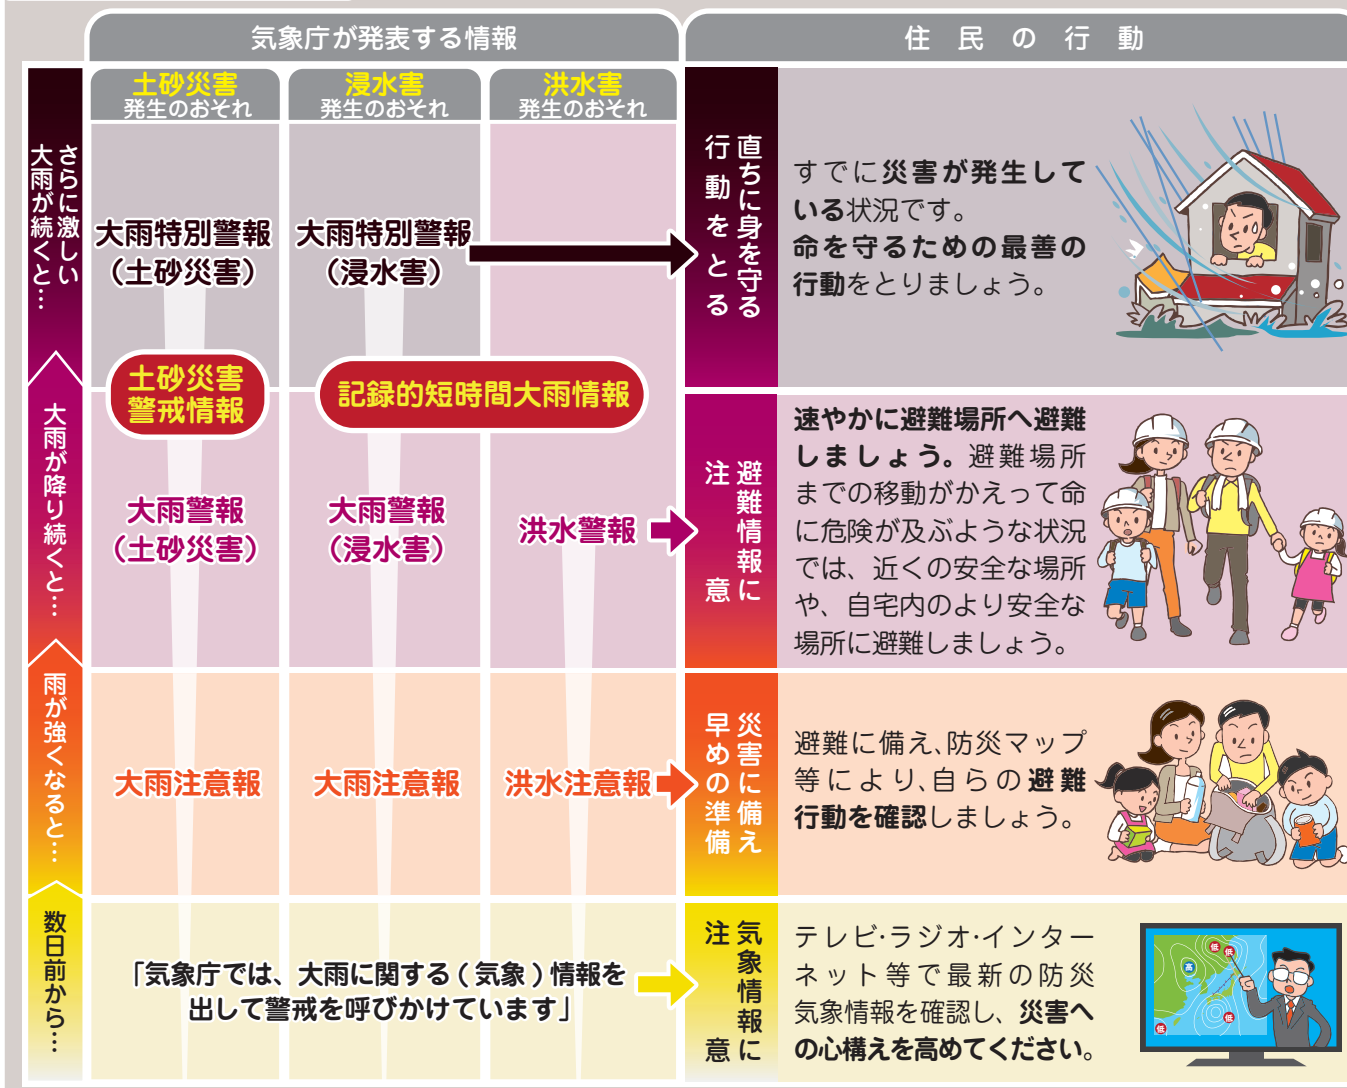 気象庁が発表する情報
住民の行動
土砂災害
発生のおそれ
浸水害
発生のおそれ
洪水害
発生のおそれ
さらに激しい
大雨が続くと…
大雨特別警報
（土砂災害）
大雨特別警報
（浸水害）
直ちに身を守る
行動をとる
すでに災害が発生して
いる状況です。
命を守るための最善の
行動をとりましょう。
土砂災害
警戒情報
記録的短時間大雨情報
大雨が降り続くと…
大雨警報
（土砂災害）
大雨警報
（浸水害）
洪水警報
避難情報に
注意
速やかに避難場所へ避難
しましょう。避難場所
までの移動がかえって命
に危険が及ぶような状況
では、近くの安全な場所
や、自宅内のより安全な
場所に避難しましょう。
雨が強くなると…
大雨注意報
大雨注意報
洪水注意報
災害に備え
早めの準備
避難に備え、防災マップ
等により、自らの避難
行動を確認しましょう。
数日前から…
「気象庁では、大雨に関する(気象)情報を
出して警戒を呼びかけています」
気象情報に
注意
テレビ・ラジオ・インター
ネット等で最新の防災
気象情報を確認し、災害へ
の心構えを高めてください。
低
低
高
低
低